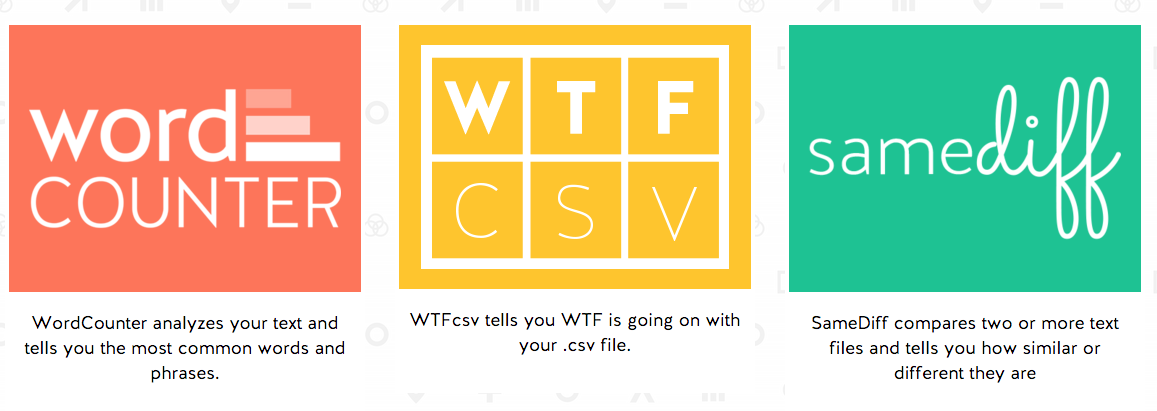 word
COUNTER
WordCounter analyzes your text and
tells you the most common words and
phrases.
W T F
C S V
WTFcsv tells you WTF is going on with
your .csv file.
samediff
SameDiff compares two or more text
files and tells you how similar or
different they are